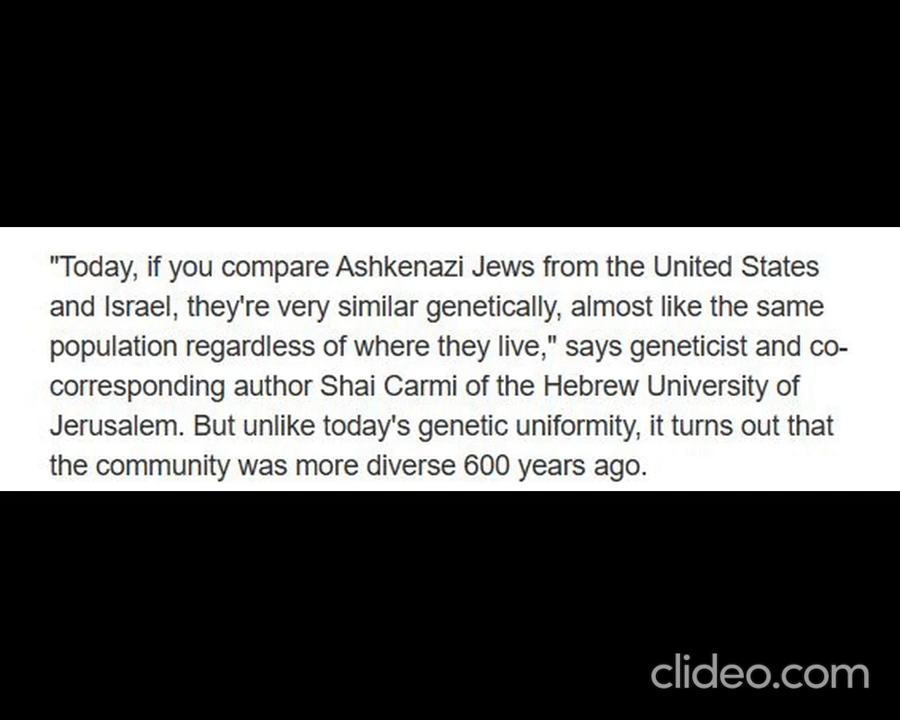 "Today, if you compare Ashkenazi Jews from the United States
and Israel, they're very similar genetically, almost like the same
population regardless of where they live," says geneticist and co-
corresponding author Shai Carmi of the Hebrew University of
Jerusalem. But unlike today's genetic uniformity, it turns out that
the community was more diverse 600 years ago.
clideo.com